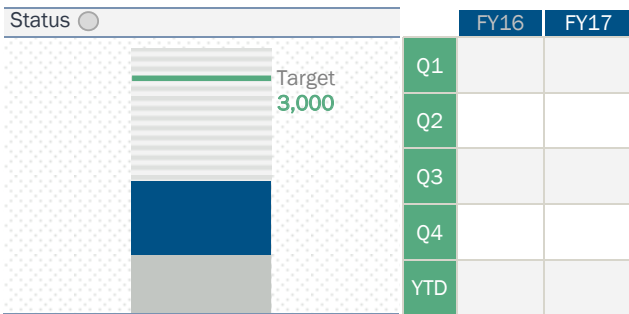 Status
Target
3,000
FY16 FY17
Q1
Q2
Q3
Q4
YTD